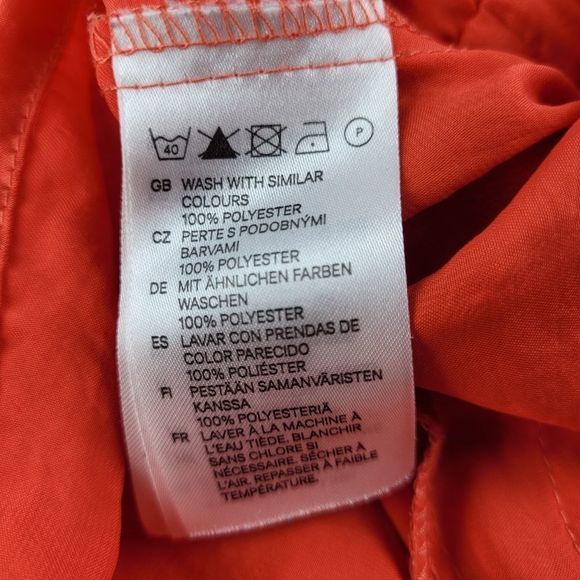 40 P
GB WASH WITH SIMILAR
COLOURS
100% POLYESTER
CZ PERTE S PODOBNÝMI
BARVAMI
100% POLYESTER
DE MIT ÄHNLICHEN FARBEN
WASCHEN
100% POLYESTER
ES LAVAR CON PRENDAS DE
COLOR PARECIDO
100% POLIÉSTER
FI PESTÄÄN SAMANVÄRISTEN
KANSSA
100% POLYESTERIÄ
FR LAVER À LA MACHINE À
L'EAU TIÈDE, BLANCHIR
SANS CHLORE SI
NÉCESSAIRE, SÉCHER À
L'AIR, REPASSER À FAIBLE
TEMPÉRATURE.